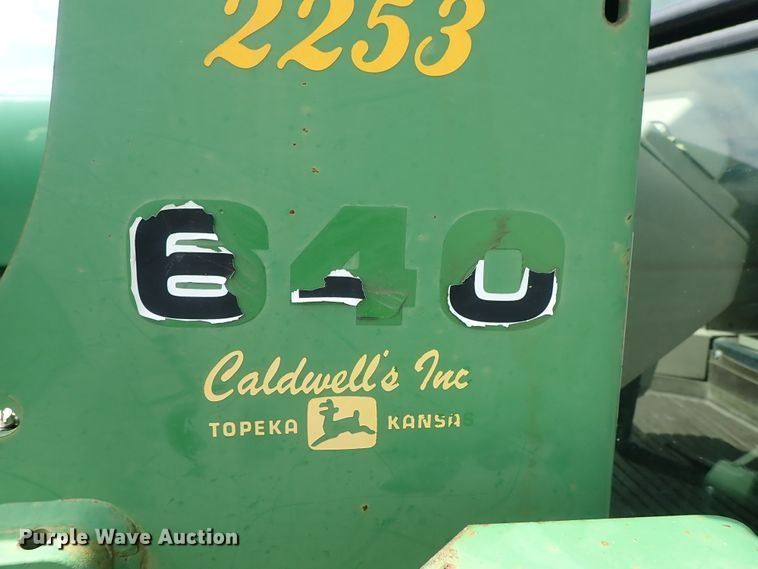 2253
640
Caldwell's Inc
TOPEKA KANSAS
Purple Wave Auction